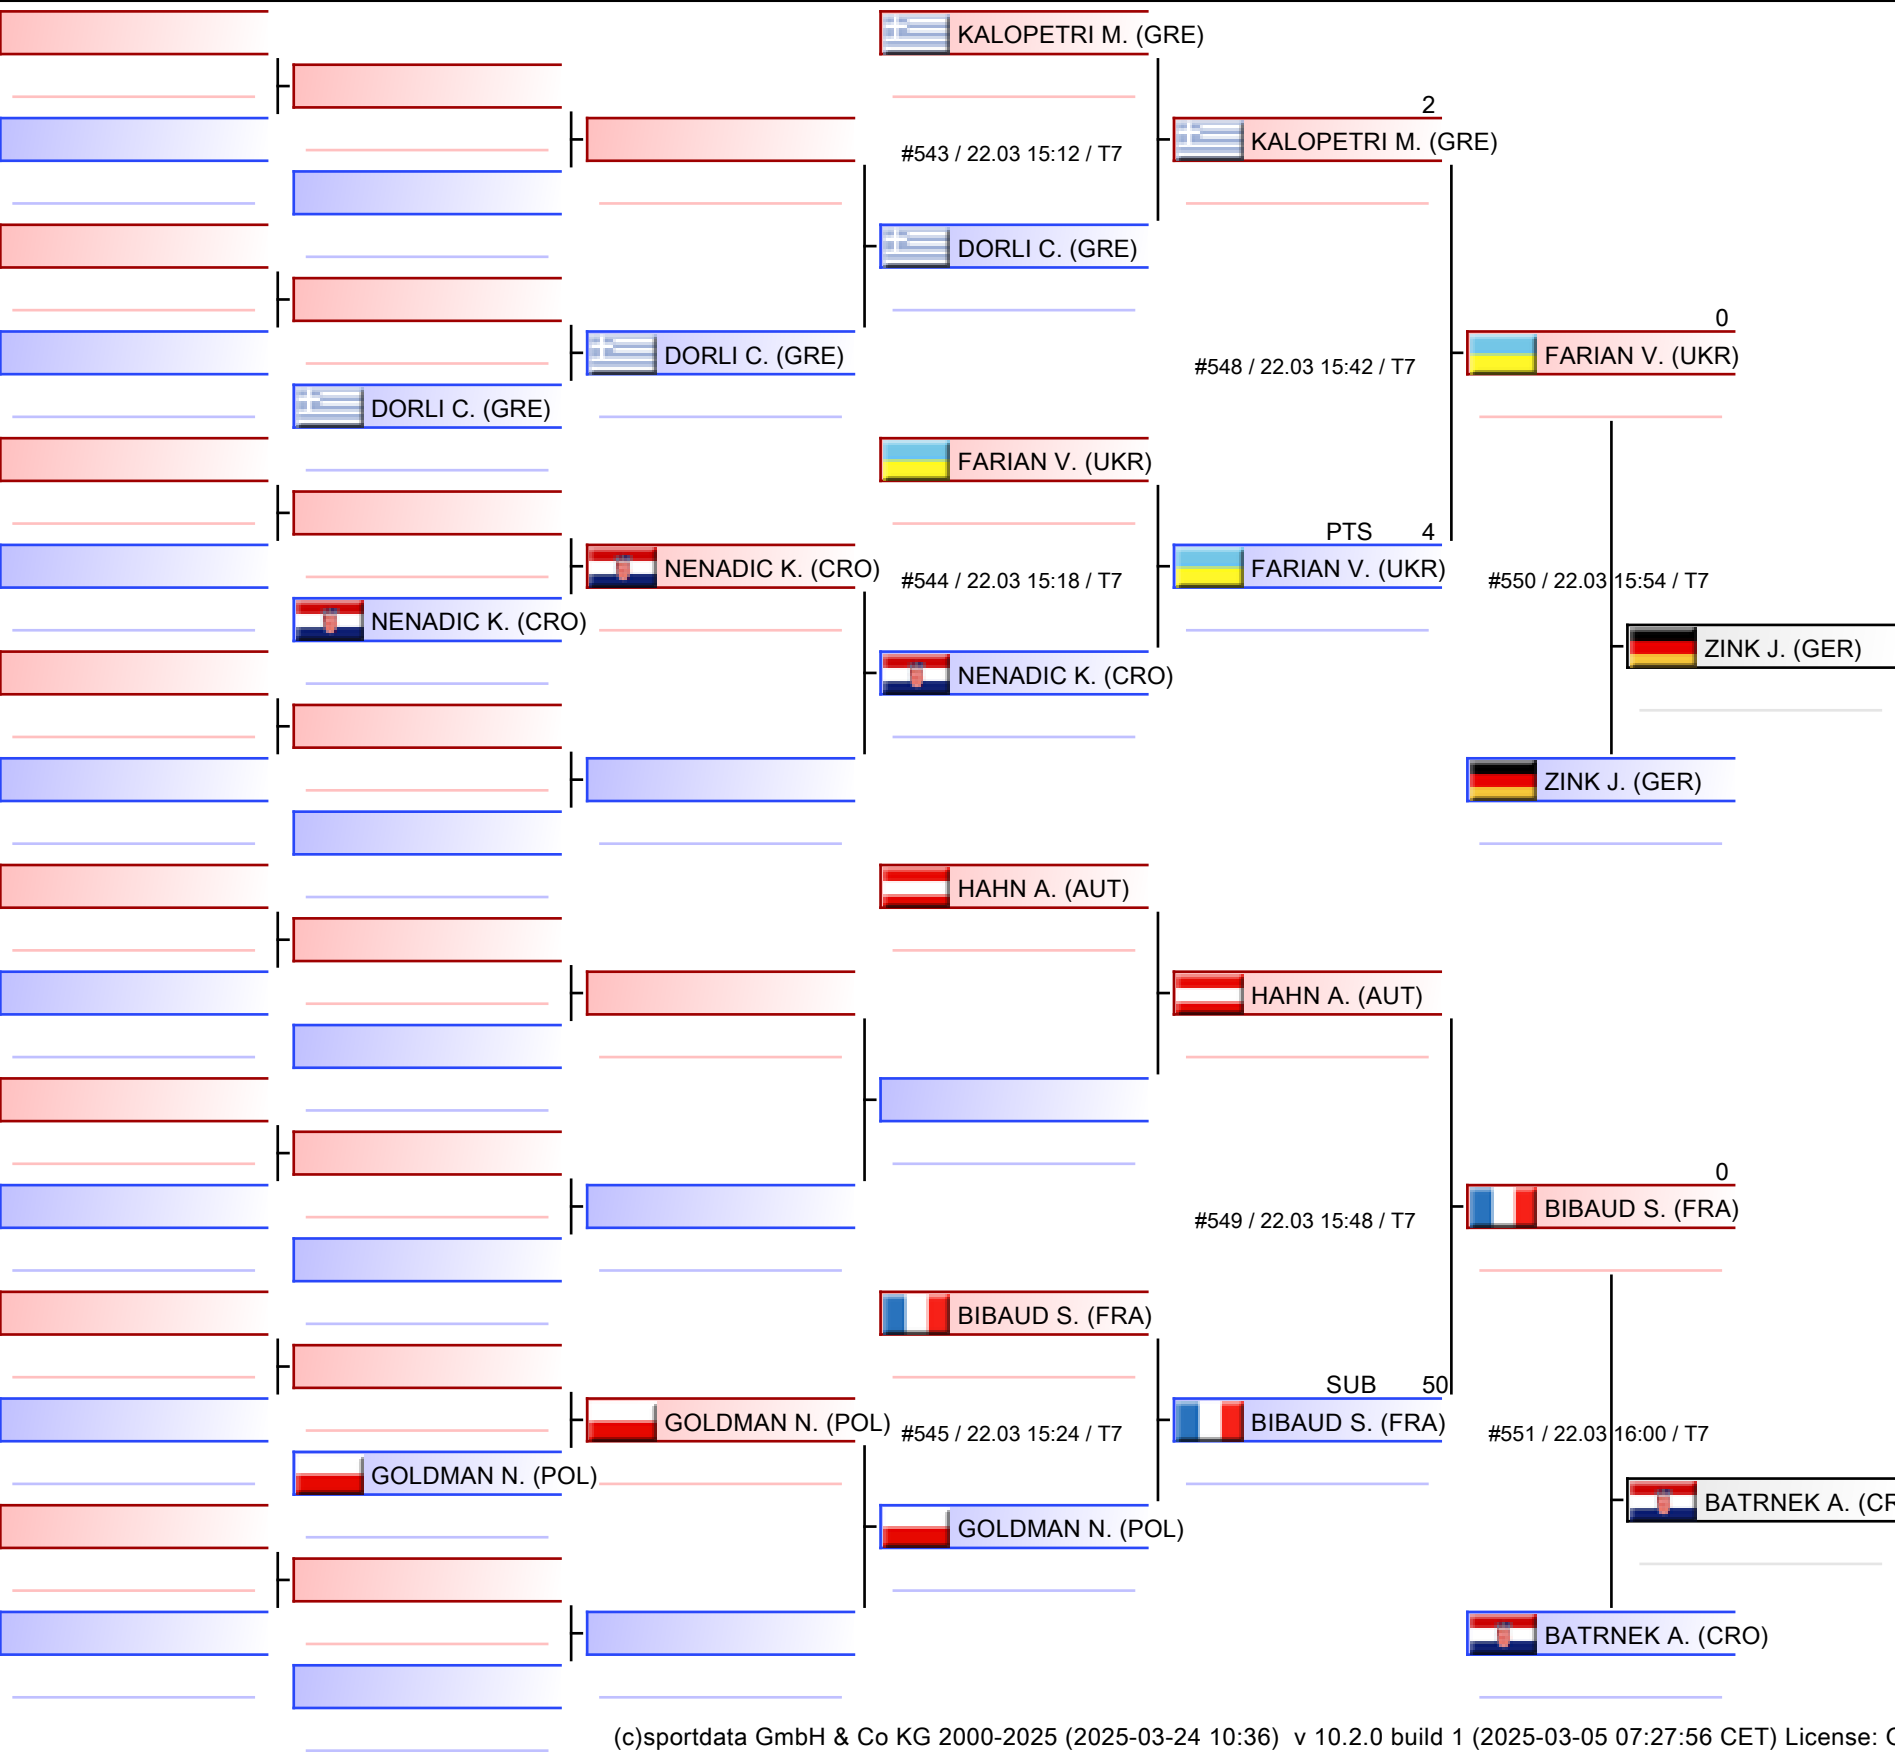 KALOPETRI M. (GRE)
2
KALOPETRI M. (GRE)
#543 / 22.03 15:12 / T7
DORLI C. (GRE)
0
DORLI C. (GRE)
#548 / 22.03 15:42 / T7
FARIAN V. (UKR)
DORLI C. (GRE)
FARIAN V. (UKR)
PTS 4
NENADIC K. (CRO)
#544 / 22.03 15:18 / T7
FARIAN V. (UKR)
#550 / 22.03 15:54 / T7
NENADIC K. (CRO)
ZINK J. (GER)
NENADIC K. (CRO)
ZINK J. (GER)
HAHN A. (AUT)
HAHN A. (AUT)
0
#549 / 22.03 15:48 / T7
BIBAUD S. (FRA)
BIBAUD S. (FRA)
SUB 50
GOLDMAN N. (POL)
#545 / 22.03 15:24 / T7
BIBAUD S. (FRA)
#551 / 22.03 16:00 / T7
GOLDMAN N. (POL)
BATRNEK A. (CR
GOLDMAN N. (POL)
BATRNEK A. (CRO)
(c)sportdata GmbH & Co KG 2000-2025 (2025-03-24 10:36) v 10.2.0 build 1 (2025-03-05 07:27:56 CET) License: